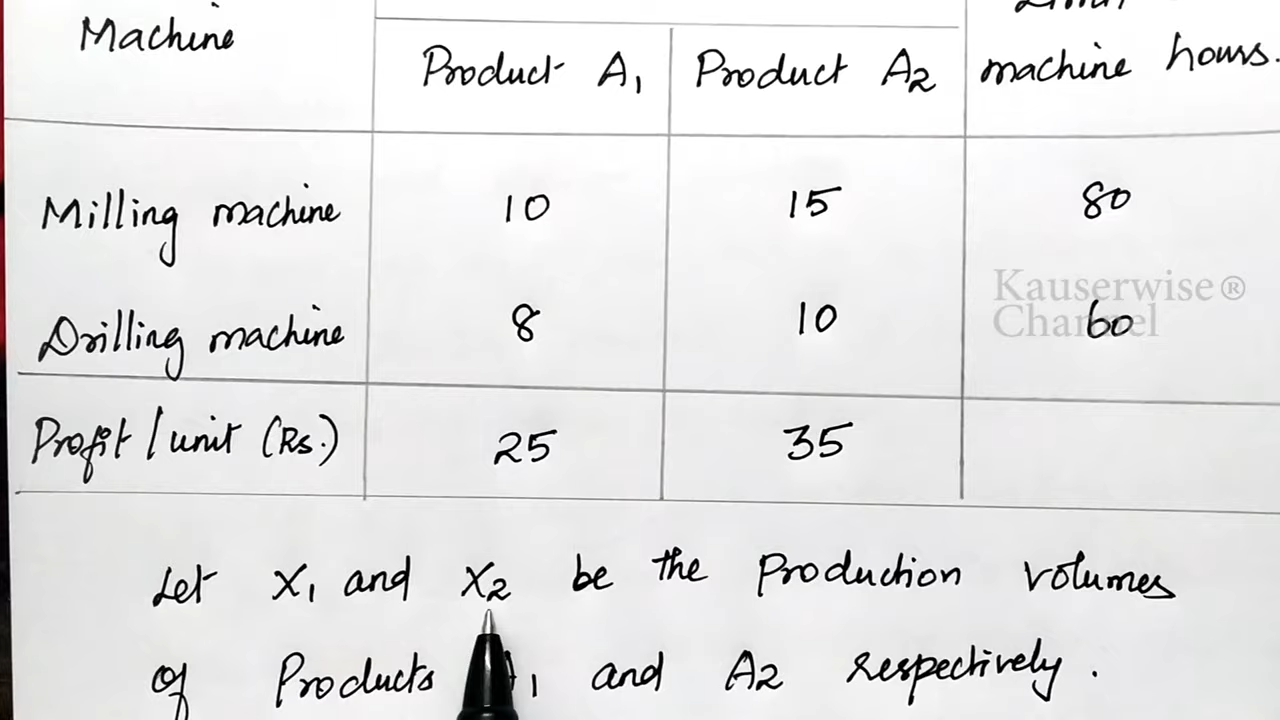 Machine
Product A1 Product A2 machine hours.
Milling machine 10 15 80
Kauserwise®
Channel
Drilling machine 8 10 60
Profit/unit (Rs.) 25 35
Let X1 and X2 be the Production volumes
of Products 1 and A2 respectively.